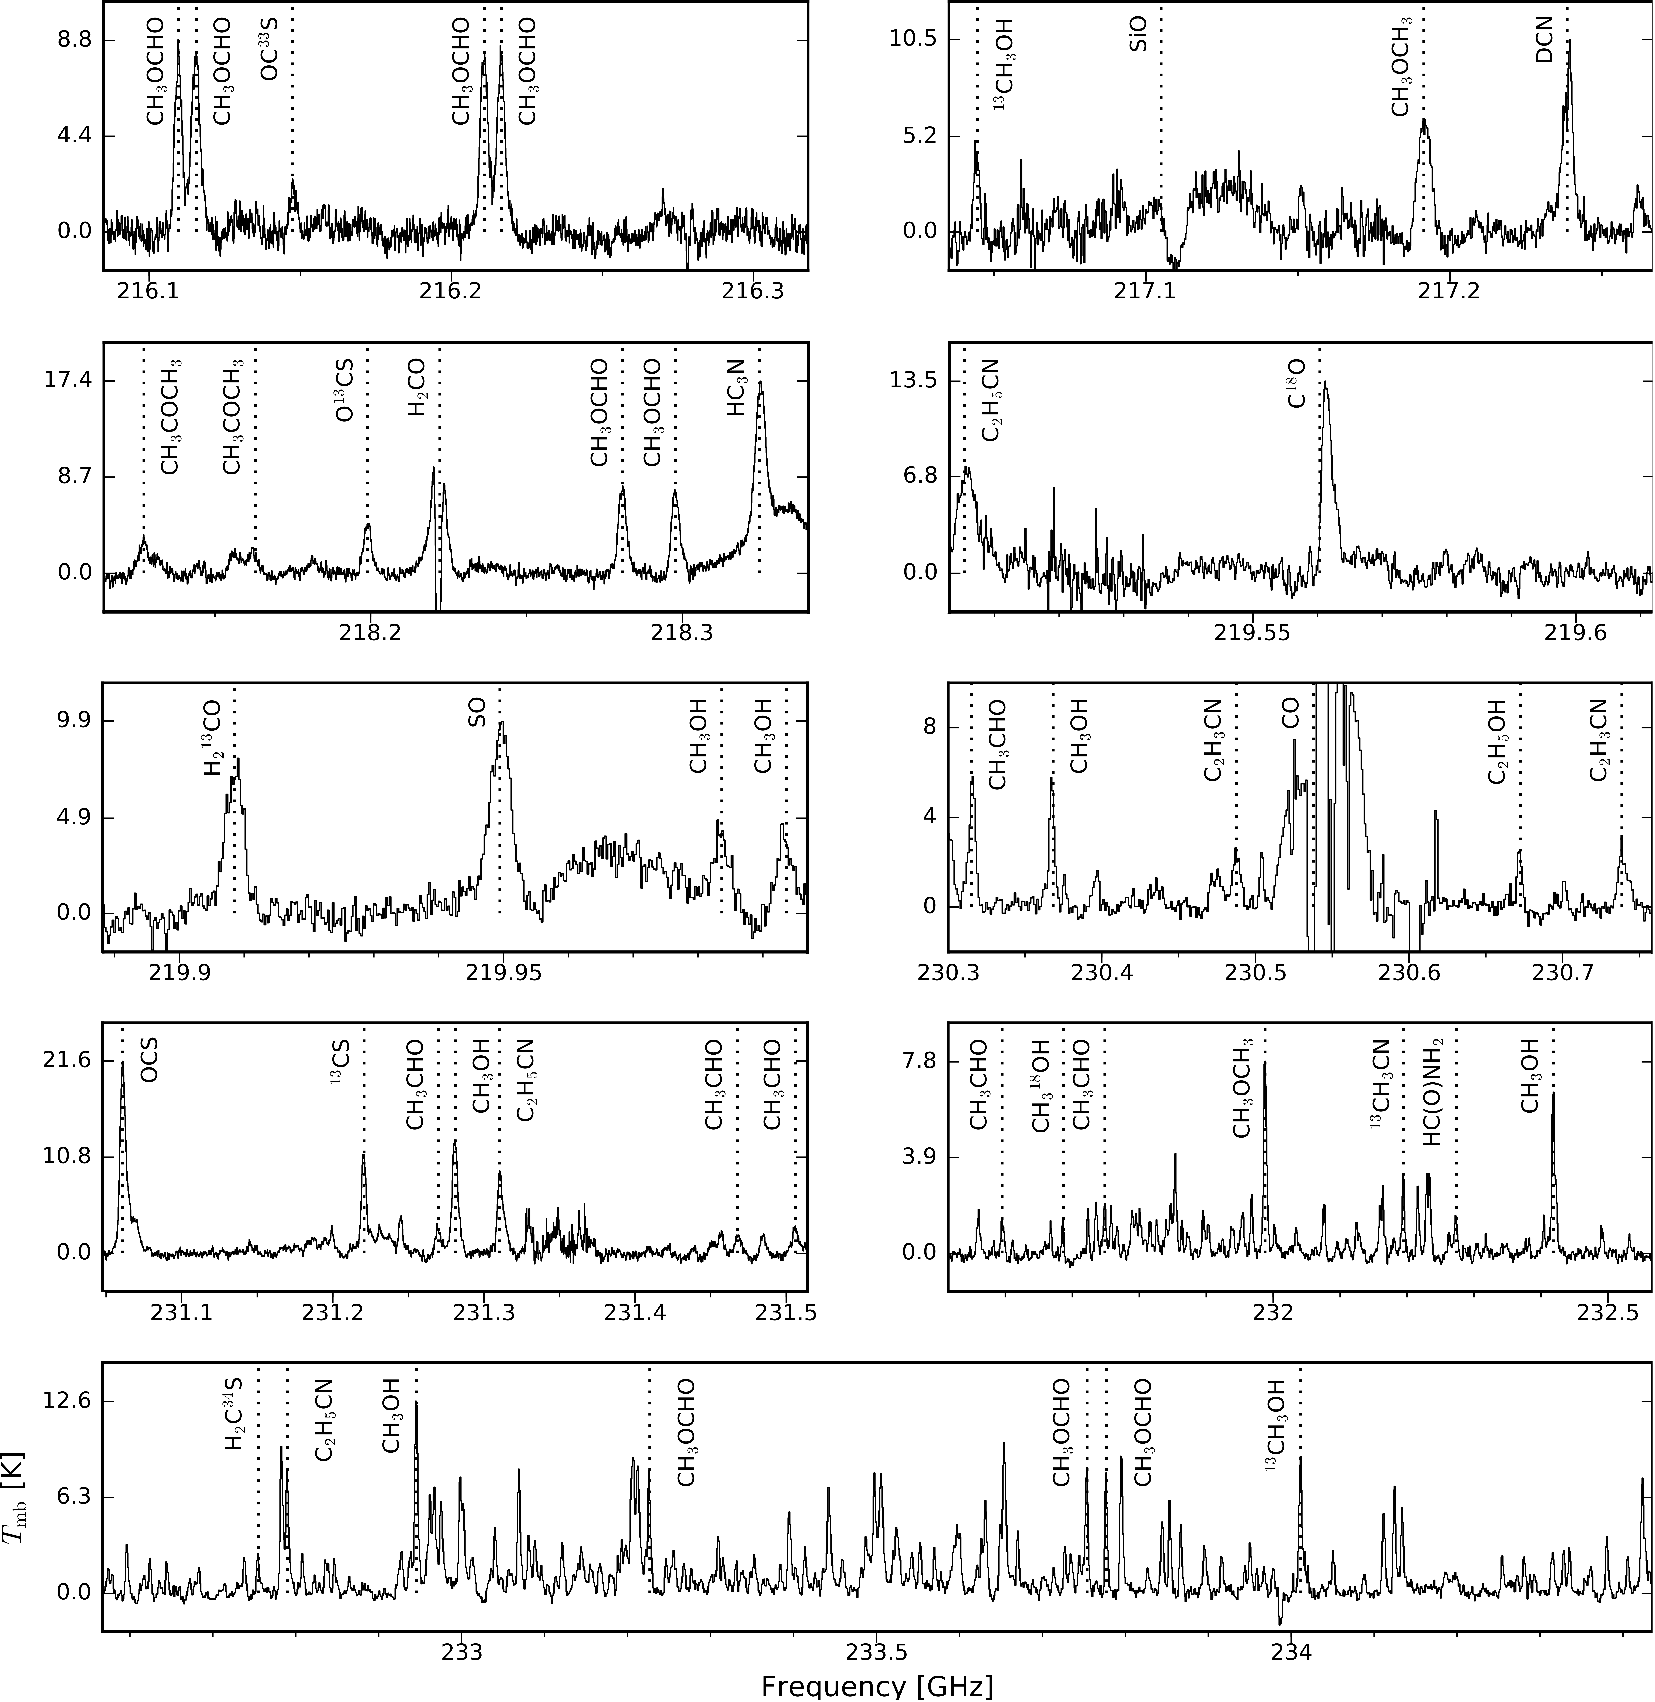 8.8
4.4
0.0
CH₃OCHO
CH₃OCHO
OC³³S
CH₃OCHO
CH₃OCHO
216.1
216.2
216.3
10.5
5.2
0.0
¹³CH₃OH
SiO
CH₃OCH₃
DCN
217.1
217.2
17.4
8.7
0.0
CH₃COCH₃
CH₃COCH₃
O¹³CS
H₂CO
CH₃OCHO
CH₃OCHO
HC₃N
218.2
218.3
13.5
6.8
0.0
C₂H₅CN
C¹⁸O
219.55
219.6
9.9
4.9
0.0
H₂¹³CO
SO
CH₃OH
CH₃OH
219.9
219.95
8
4
0
CH₃CHO
CH₃OH
C₂H₃CN
CO
C₂H₅OH
C₂H₃CN
230.3
230.4
230.5
230.6
230.7
21.6
10.8
0.0
OCS
¹³CS
CH₃CHO
CH₃OH
C₂H₅CN
CH₃CHO
CH₃CHO
231.1
231.2
231.3
231.4
231.5
7.8
3.9
0.0
CH₃CHO
CH₃¹⁸OH
CH₃CHO
CH₃OCH₃
¹³CH₃CN
HC(O)NH₂
CH₃OH
232
232.5
12.6
6.3
0.0
H₂C³⁴S
C₂H₅CN
CH₃OH
CH₃OCHO
CH₃OCHO
CH₃OCHO
¹³CH₃OH
233
233.5
234
T_mb [K]
Frequency [GHz]